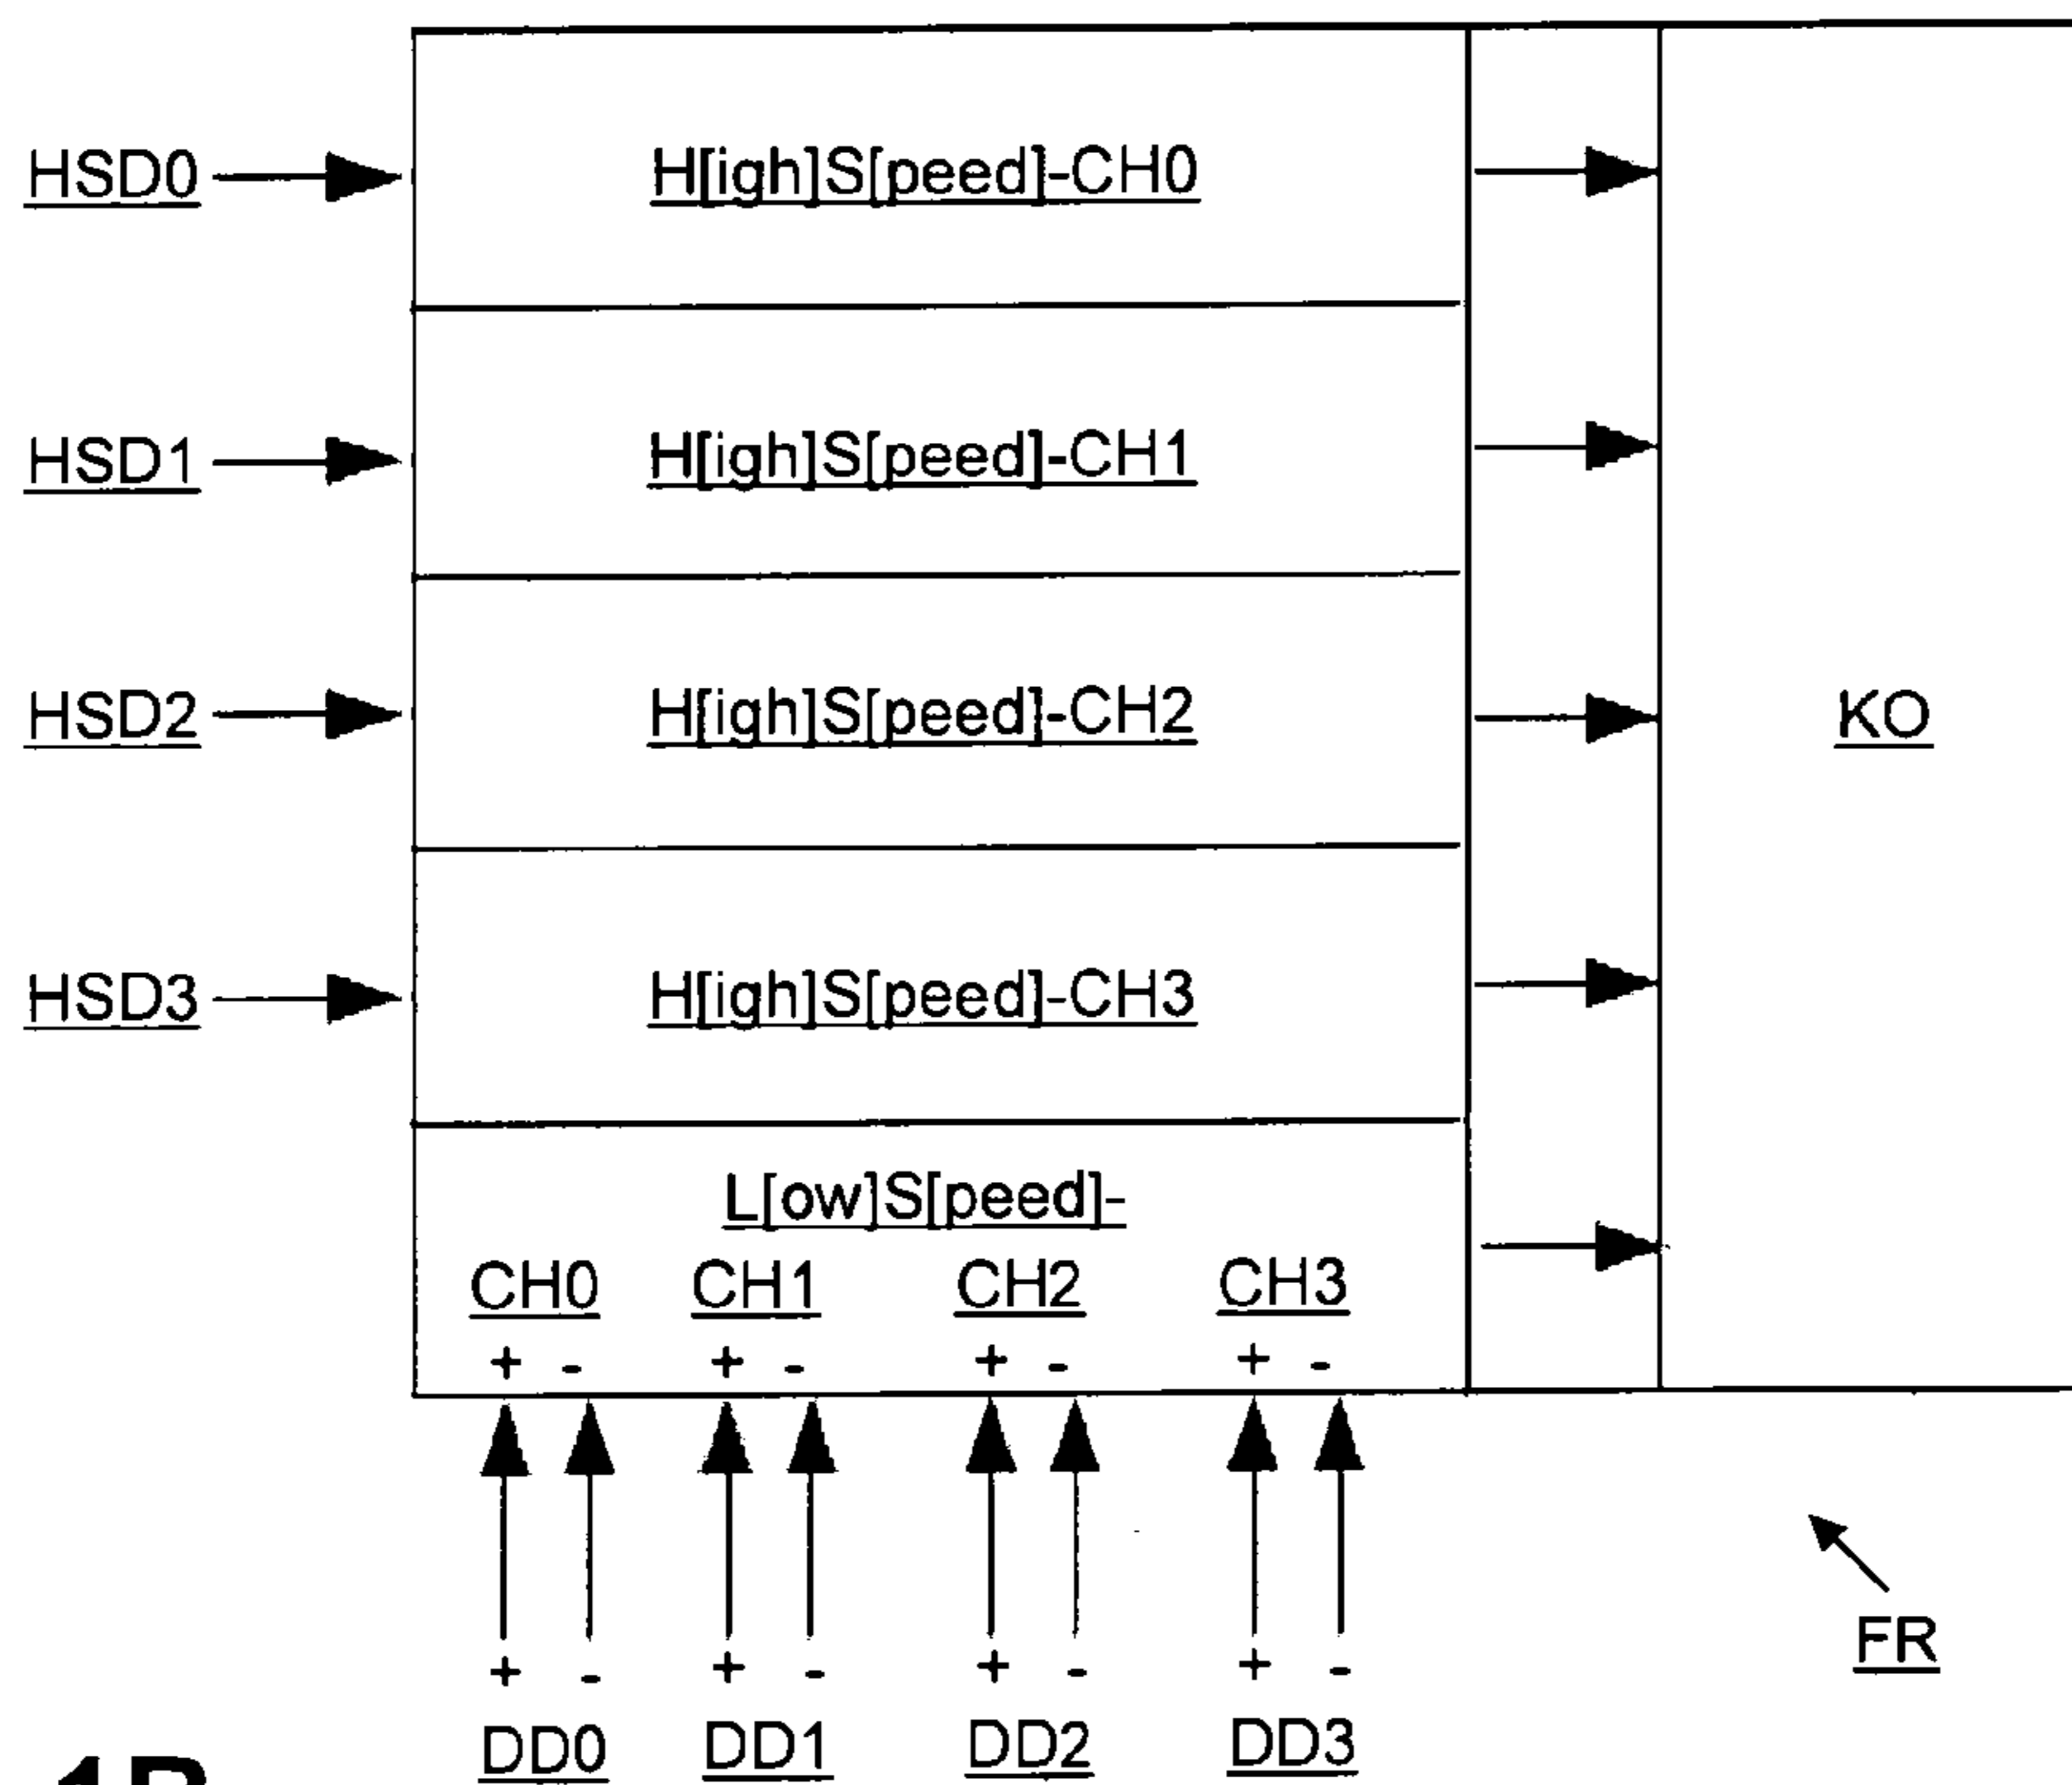 HSD0 H[igh]S[peed]-CH0
HSD1 H[igh]S[peed]-CH1
HSD2 H[igh]S[peed]-CH2 KO
HSD3 H[igh]S[peed]-CH3
L[ow]S[peed]-
CH0 CH1 CH2 CH3
+ - + - + - + -
+ - + - + - + -
FR
DD0 DD1 DD2 DD3